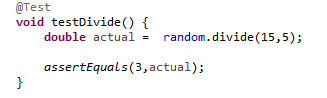 @Test
void testDivide() {
double actual =  random.divide(15,5);
assertEquals(3,actual);
}